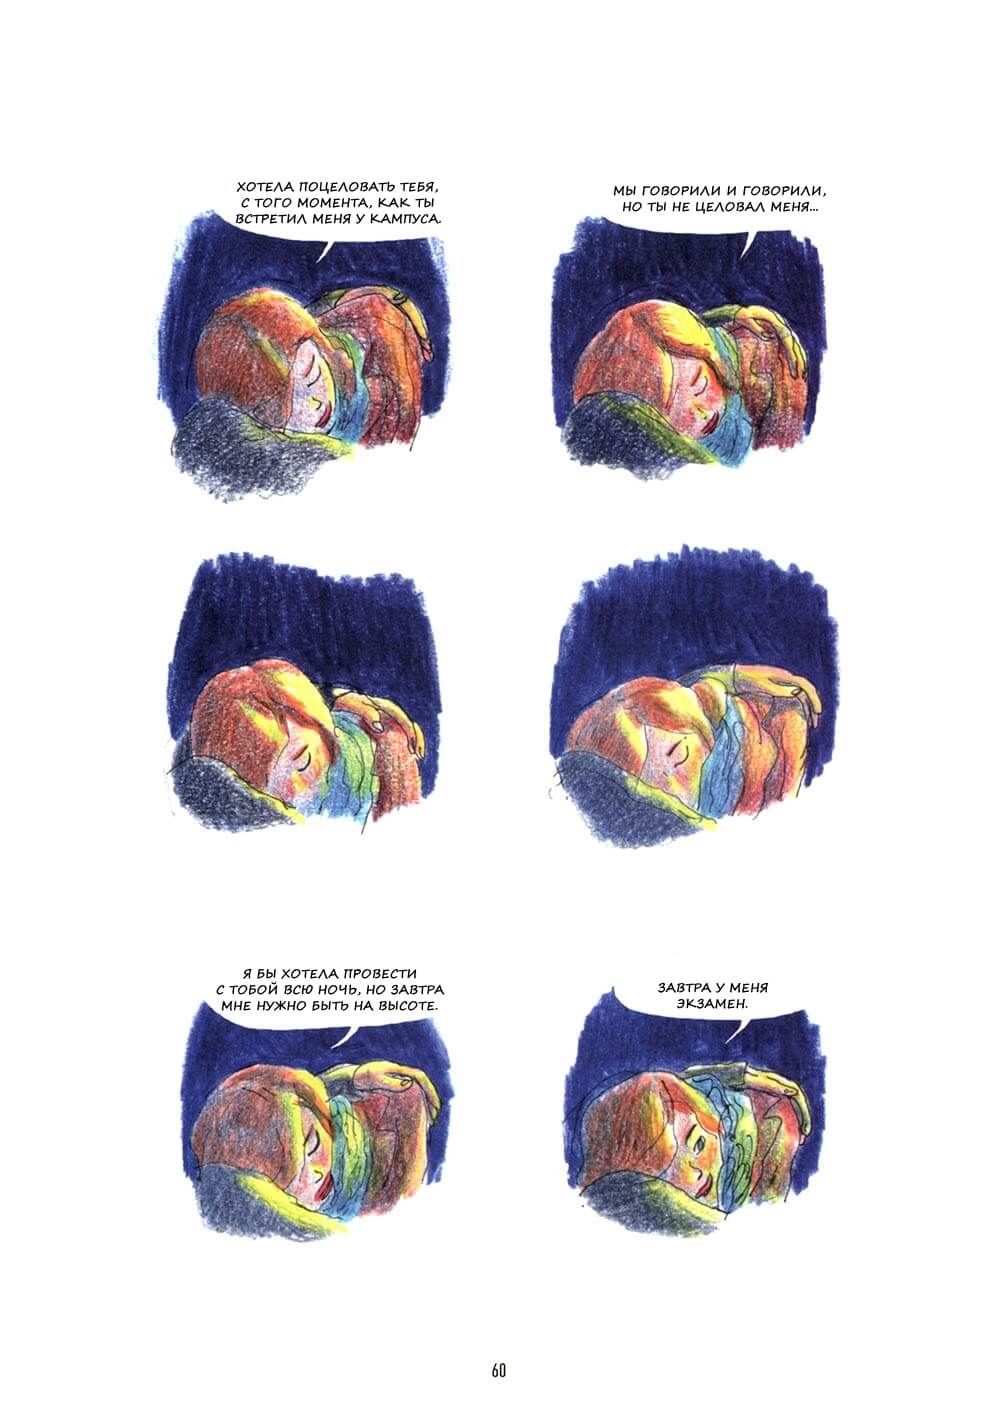 ХОТЕЛА ПОЦЕЛОВАТЬ ТЕБЯ,
С ТОГО МОМЕНТА, КАК ТЫ
ВСТРЕТИЛ МЕНЯ У КАМПУСА.
МЫ ГОВОРИЛИ И ГОВОРИЛИ,
НО ТЫ НЕ ЦЕЛОВАЛ МЕНЯ...
Я БЫ ХОТЕЛА ПРОВЕСТИ
С ТОБОЙ ВСЮ НОЧЬ, НО ЗАВТРА
МНЕ НУЖНО БЫТЬ НА ВЫСОТЕ.
ЗАВТРА У МЕНЯ
ЭКЗАМЕН.
60